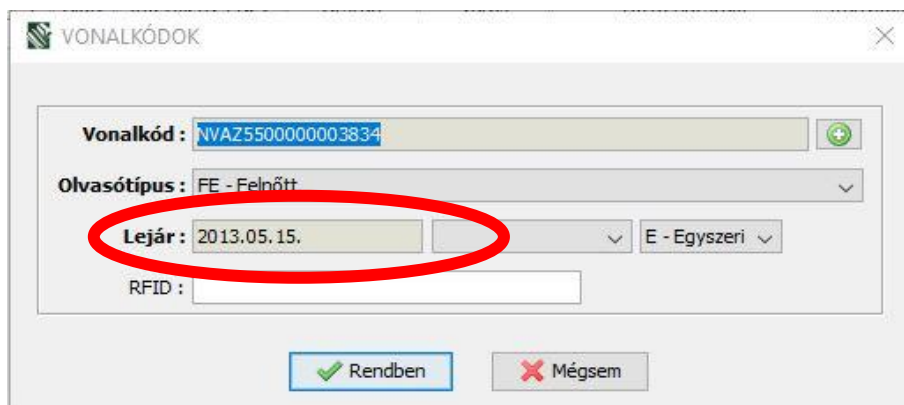 VONALKÓDOK
Vonalkód : NVAZ5500000003834
Olvasótípus : FE - Felnőtt
Lejár : 2013.05.15. E - Egyszeri
RFID :
Rendben Mégsem